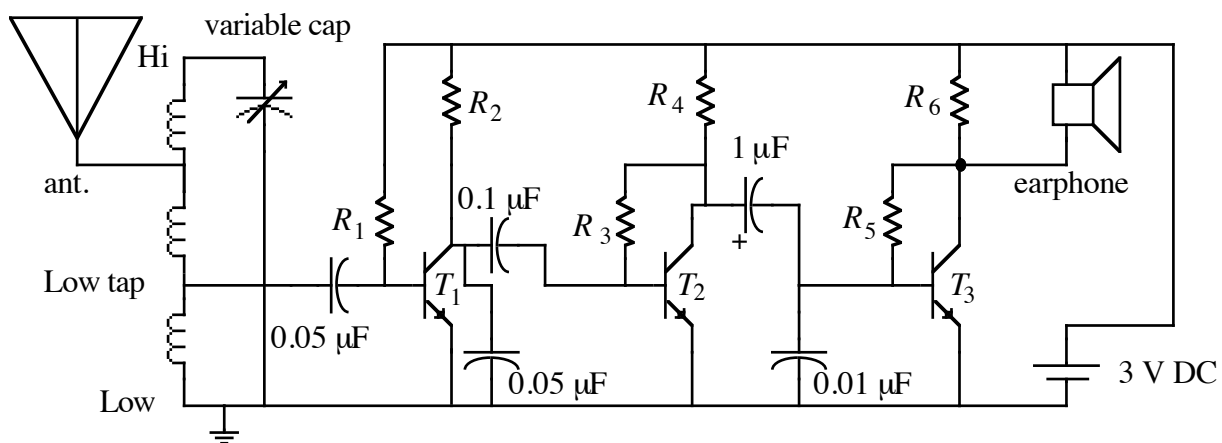 variable cap
Hi
R2
R4
R6
1 µF
ant.
earphone
0.1 µF
R1
R3
R5
+
Low tap
T1
T2
T3
0.05 µF
0.05 µF
0.01 µF
3 V DC
Low